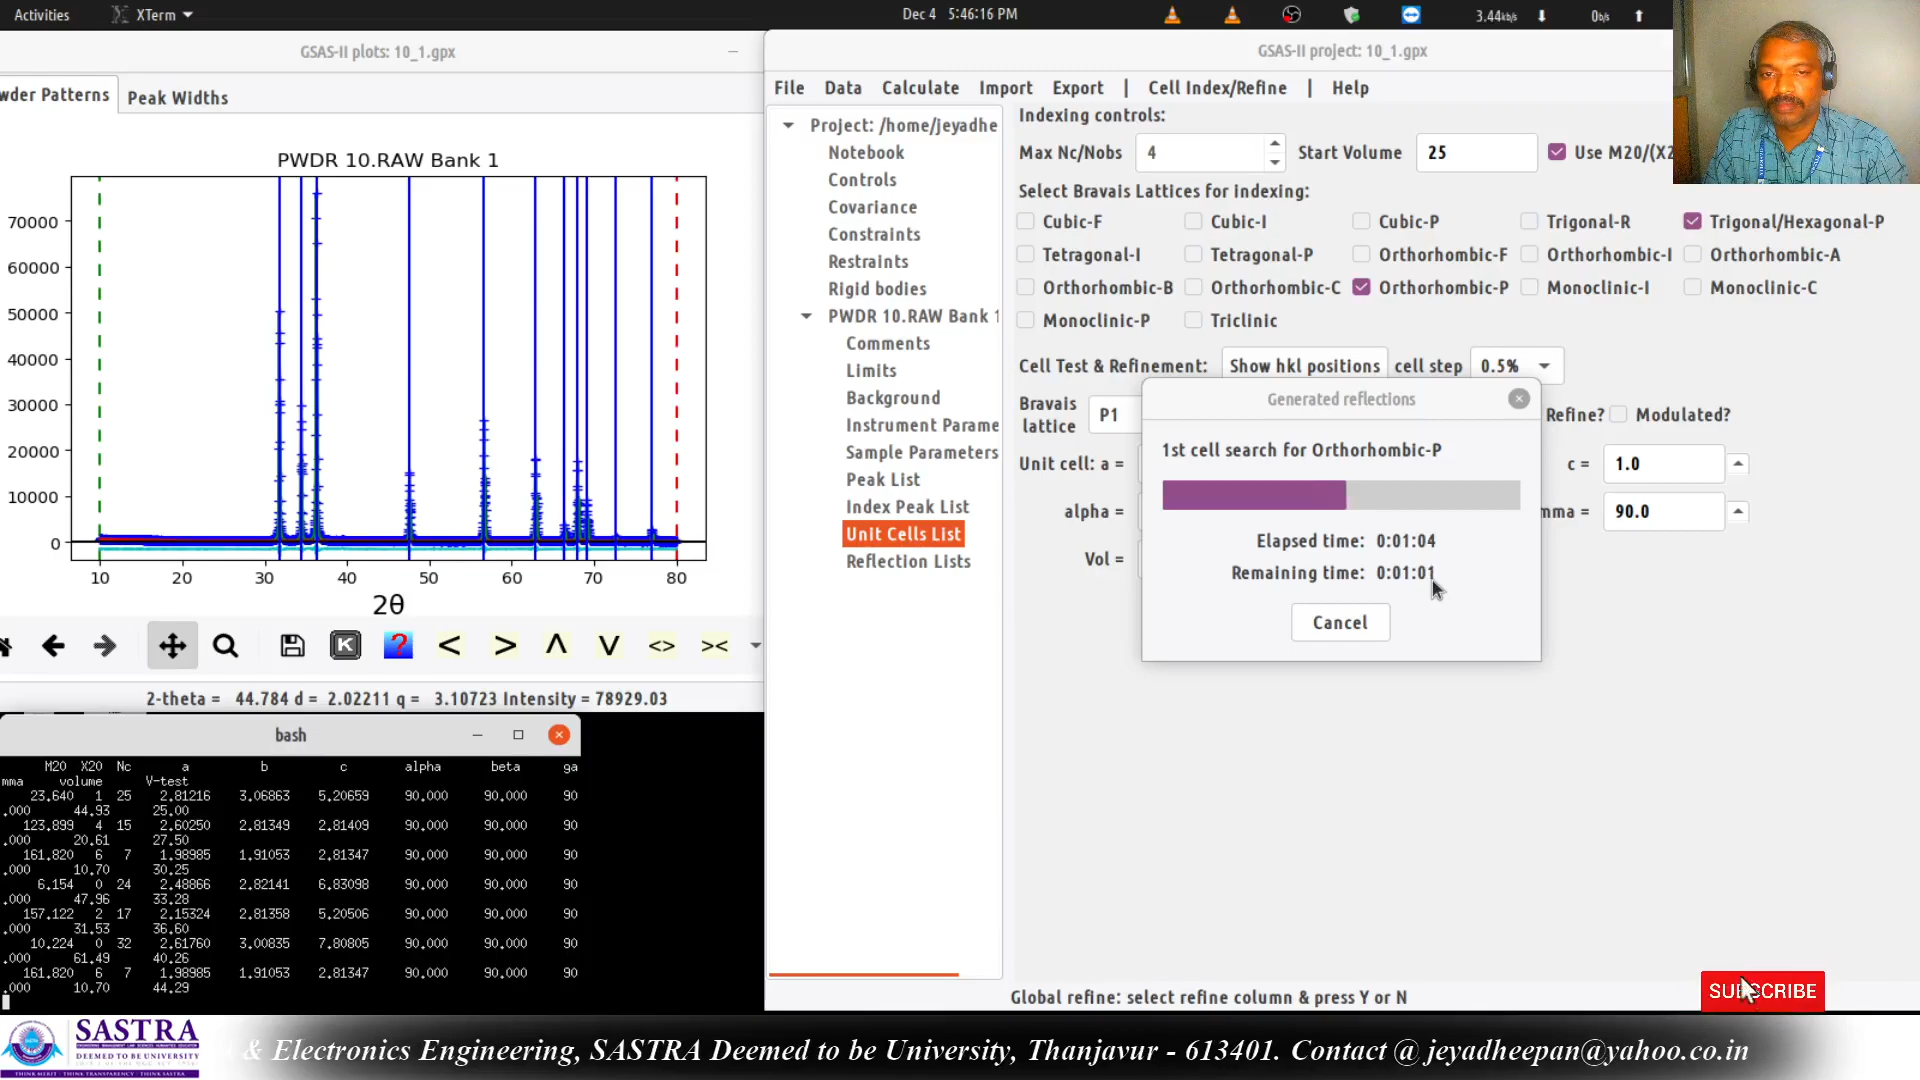 Activities
XTerm
Dec 4 5:46:16 PM
3.44kb/s
0b/s
GSAS-II plots: 10_1.gpx
wder Patterns
Peak Widths
PWDR 10.RAW Bank 1
70000
60000
50000
40000
30000
20000
10000
0
10 20 30 40 50 60 70 80
2θ
K ? < > Λ V <> ><
2-theta = 44.784 d = 2.02211 q = 3.10723 Intensity = 78929.03
bash
M20 X20 Nc a b c alpha beta ga
mma volume V-test
23.640 1 25 2.81216 3.06863 5.20659 90.000 90.000 90
.000 44.93 25.00
123.899 4 15 2.60250 2.81349 2.81409 90.000 90.000 90
.000 20.61 27.50
161.820 6 7 1.98985 1.91053 2.81347 90.000 90.000 90
.000 10.70 30.25
6.154 0 24 2.48866 2.82141 6.83098 90.000 90.000 90
.000 47.96 33.28
157.122 2 17 2.15324 2.81358 5.20506 90.000 90.000 90
.000 31.53 36.60
10.224 0 32 2.61760 3.00835 7.80805 90.000 90.000 90
.000 61.49 40.26
161.820 6 7 1.98985 1.91053 2.81347 90.000 90.000 90
.000 10.70 44.29
GSAS-II project: 10_1.gpx
File Data Calculate Import Export | Cell Index/Refine | Help
Project: /home/jeyadhe
Notebook
Controls
Covariance
Constraints
Restraints
Rigid bodies
PWDR 10.RAW Bank 1
Comments
Limits
Background
Instrument Parame
Sample Parameters
Peak List
Index Peak List
Unit Cells List
Reflection Lists
Indexing controls:
Max Nc/Nobs 4 Start Volume 25 Use M20/(X2
Select Bravais Lattices for indexing:
Cubic-F Cubic-I Cubic-P Trigonal-R Trigonal/Hexagonal-P
Tetragonal-I Tetragonal-P Orthorhombic-F Orthorhombic-I Orthorhombic-A
Orthorhombic-B Orthorhombic-C Orthorhombic-P Monoclinic-I Monoclinic-C
Monoclinic-P Triclinic
Cell Test & Refinement: Show hkl positions cell step 0.5%
Bravais
lattice P1 Refine? Modulated?
Unit cell: a = c = 1.0
alpha = mma = 90.0
Vol =
Generated reflections
1st cell search for Orthorhombic-P
Elapsed time: 0:01:04
Remaining time: 0:01:01
Cancel
Global refine: select refine column & press Y or N
SUBSCRIBE
SASTRA
DEEMED TO BE UNIVERSITY
THINK MERIT · THINK TRANSPARENCY · THINK SASTRA
& Electronics Engineering, SASTRA Deemed to be University, Thanjavur - 613401. Contact @ jeyadheepan@yahoo.co.in